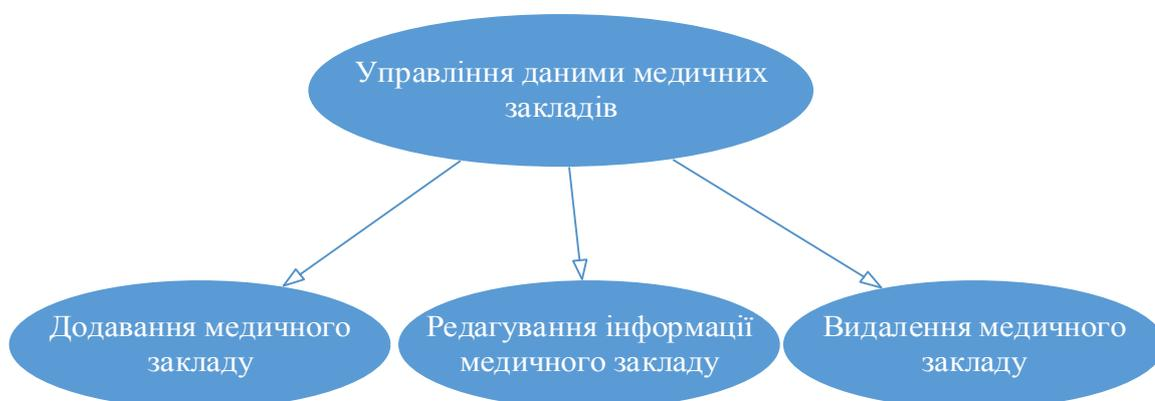 Управління даними медичних
закладів
Додавання медичного
закладу
Редагування інформації
медичного закладу
Видалення медичного
закладу